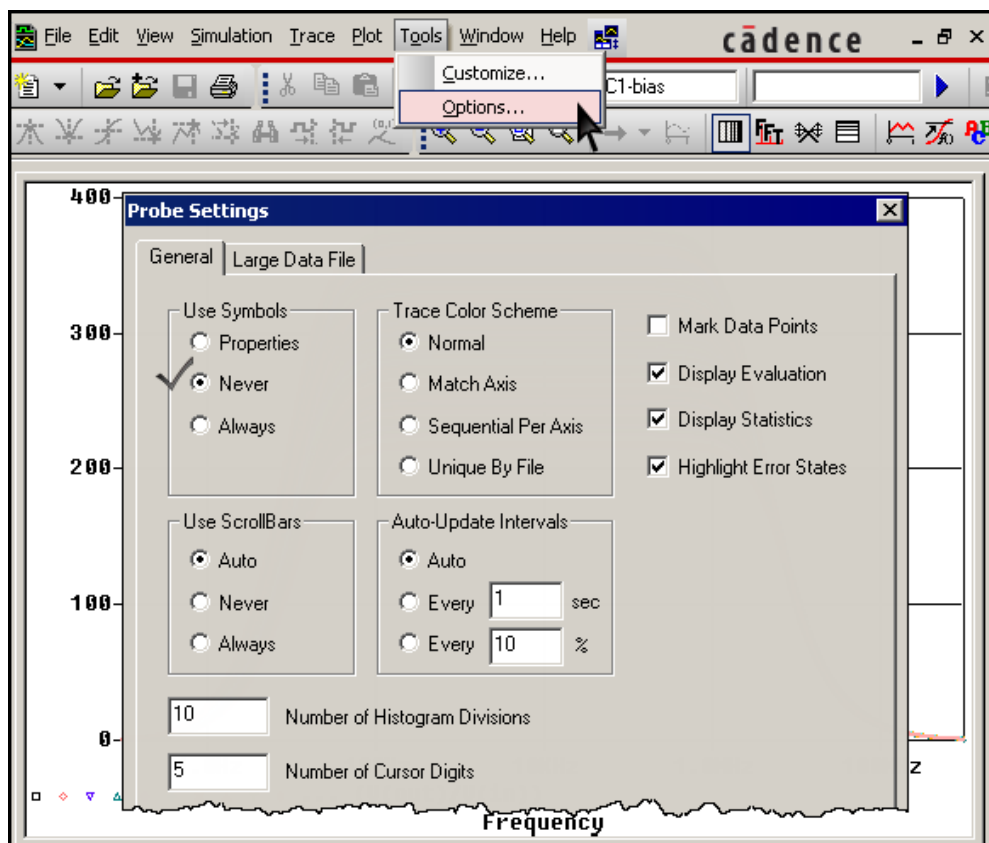 File Edit View Simulation Trace Plot Tools Window Help cādence
Customize...
Options...
C1-bias
FFT
400
300
200
100
0
Probe Settings
General Large Data File
Use Symbols
Properties
Never
Always
Trace Color Scheme
Normal
Match Axis
Sequential Per Axis
Unique By File
Mark Data Points
Display Evaluation
Display Statistics
Highlight Error States
Use ScrollBars
Auto
Never
Always
Auto-Update Intervals
Auto
Every 1 sec
Every 10 %
10 Number of Histogram Divisions
5 Number of Cursor Digits
z
Frequency